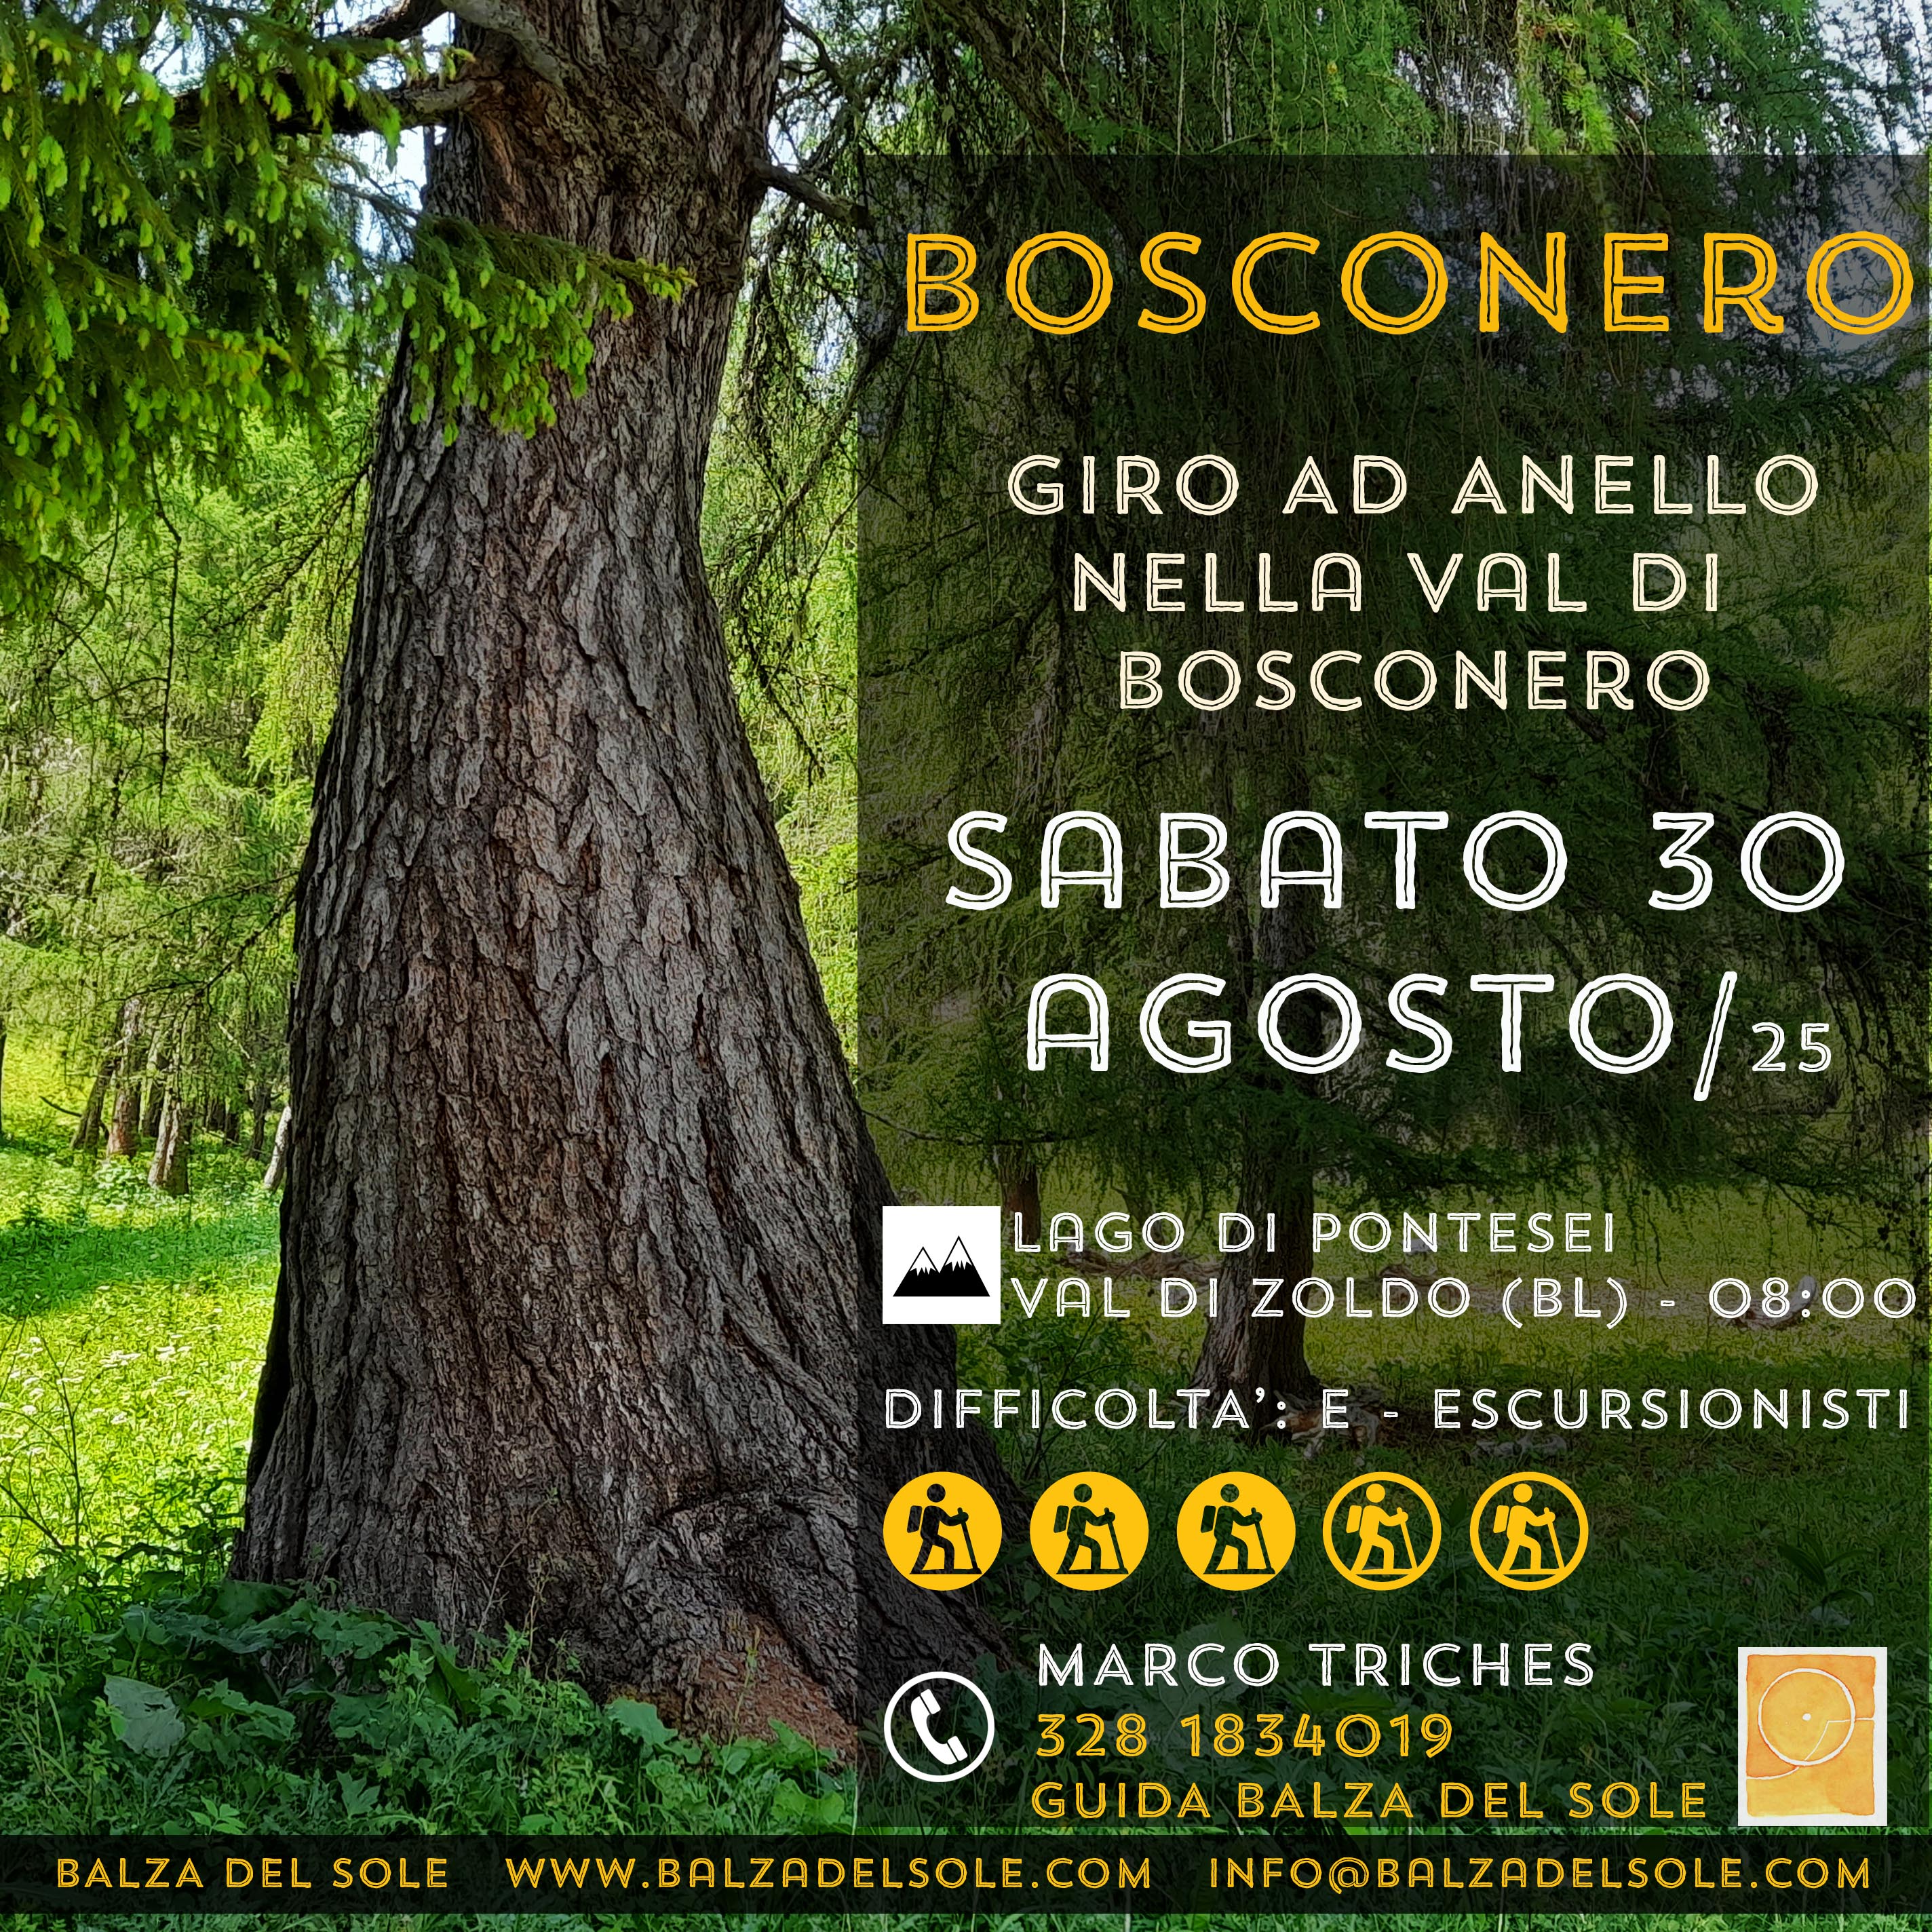 BOSCONERO
GIRO AD ANELLO
NELLA VAL DI
BOSCONERO
SABATO 30
AGOSTO/25
LAGO DI PONTESEI
VAL DI ZOLDO (BL) - 08:00
DIFFICOLTA': E - ESCURSIONISTI
MARCO TRICHES
328 1834019
GUIDA BALZA DEL SOLE
BALZA DEL SOLE WWW.BALZADELSOLE.COM INFO@BALZADELSOLE.COM